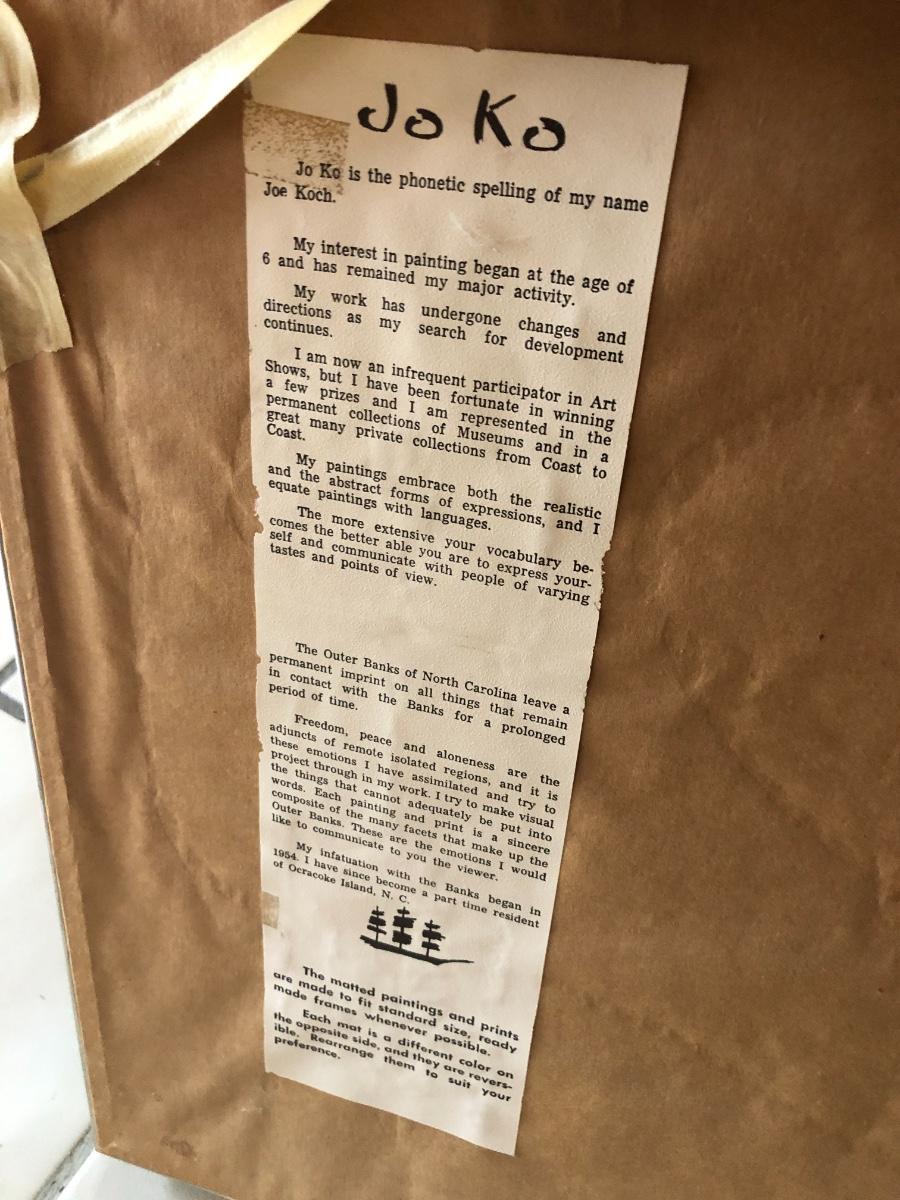 Jo Ko
Jo Ko is the phonetic spelling of my name
Joe Koch.
My interest in painting began at the age of
6 and has remained my major activity.
My work has undergone changes and
directions as my search for development
continues.
I am now an infrequent participator in Art
Shows, but I have been fortunate in winning
a few prizes and I am represented in the
permanent collections of Museums and in a
great many private collections from Coast to
Coast.
My paintings embrace both the realistic
and the abstract forms of expressions, and I
equate paintings with languages.
The more extensive your vocabulary be-
comes the better able you are to express your-
self and communicate with people of varying
tastes and points of view.
The Outer Banks of North Carolina leave a
permanent imprint on all things that remain
in contact with the Banks for a prolonged
period of time.
Freedom, peace and aloneness are the
adjuncts of remote isolated regions, and it is
these emotions I have assimilated and try to
project through in my work. I try to make visual
the things that cannot adequately be put into
words. Each painting and print is a sincere
composite of the many facets that make up the
Outer Banks. These are the emotions I would
like to communicate to you the viewer.
My infatuation with the Banks began in
1954. I have since become a part time resident
of Ocracoke Island, N. C.
The matted paintings and prints
are made to fit standard size, ready
made frames whenever possible.
Each mat is a different color on
the opposite side, and they are revers-
ible. Rearrange them to suit your
preference.